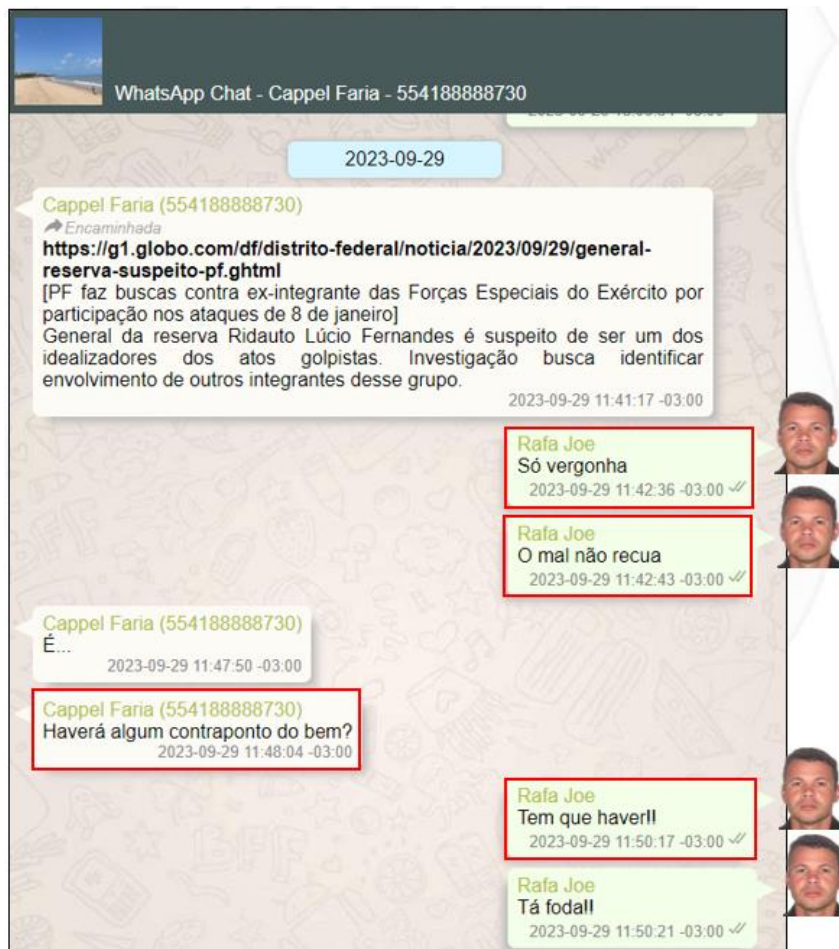 WhatsApp Chat - Cappel Faria - 554188888730
2023-09-29
Cappel Faria (554188888730)
Encaminhada
https://g1.globo.com/df/distrito-federal/noticia/2023/09/29/general-
reserva-suspeito-pf.ghtml
[PF faz buscas contra ex-integrante das Forças Especiais do Exército por
participação nos ataques de 8 de janeiro]
General da reserva Ridauto Lúcio Fernandes é suspeito de ser um dos
idealizadores dos atos golpistas. Investigação busca identificar
envolvimento de outros integrantes desse grupo.
2023-09-29 11:41:17 -03:00
Rafa Joe
Só vergonha
2023-09-29 11:42:36 -03:00
Rafa Joe
O mal não recua
2023-09-29 11:42:43 -03:00
Cappel Faria (554188888730)
É...
2023-09-29 11:47:50 -03:00
Cappel Faria (554188888730)
Haverá algum contraponto do bem?
2023-09-29 11:48:04 -03:00
Rafa Joe
Tem que haver!!
2023-09-29 11:50:17 -03:00
Rafa Joe
Tá foda!!
2023-09-29 11:50:21 -03:00